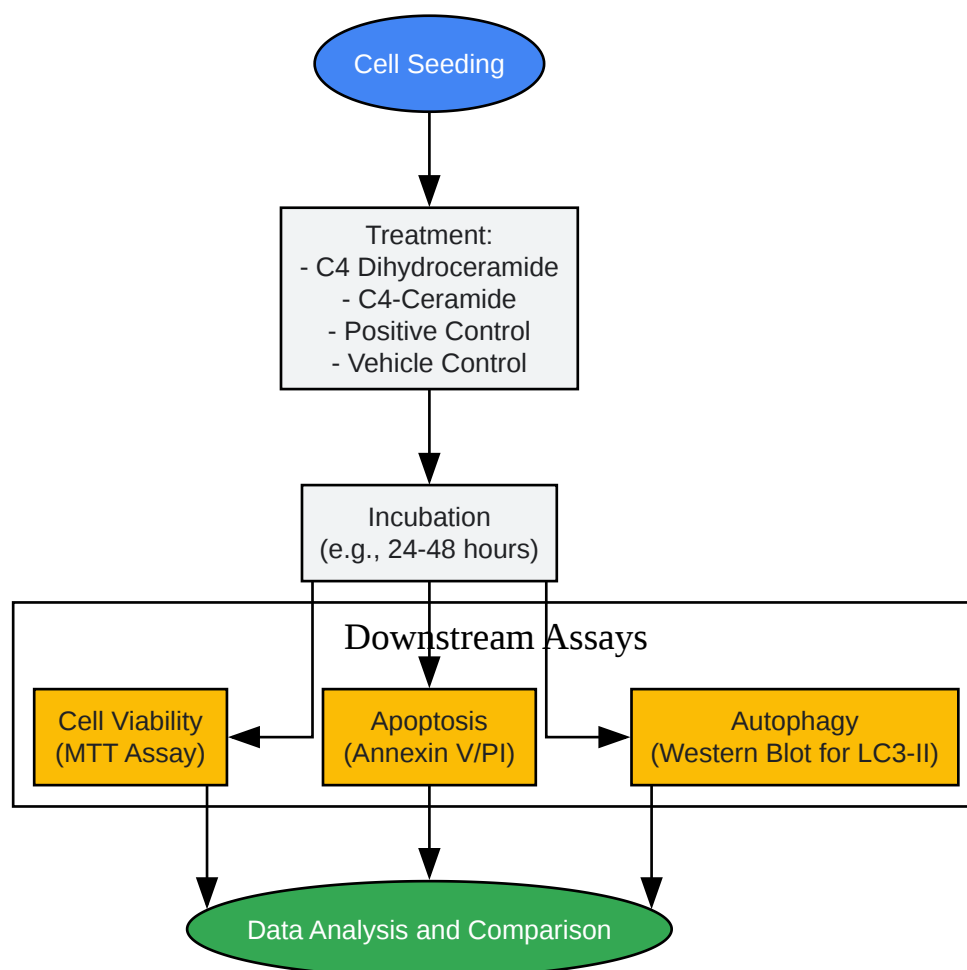 Cell Seeding
Treatment:
- C4 Dihydroceramide
- C4-Ceramide
- Positive Control
- Vehicle Control
Incubation
(e.g., 24-48 hours)
Downstream Assays
Cell Viability
(MTT Assay)
Apoptosis
(Annexin V/PI)
Autophagy
(Western Blot for LC3-II)
Data Analysis and Comparison